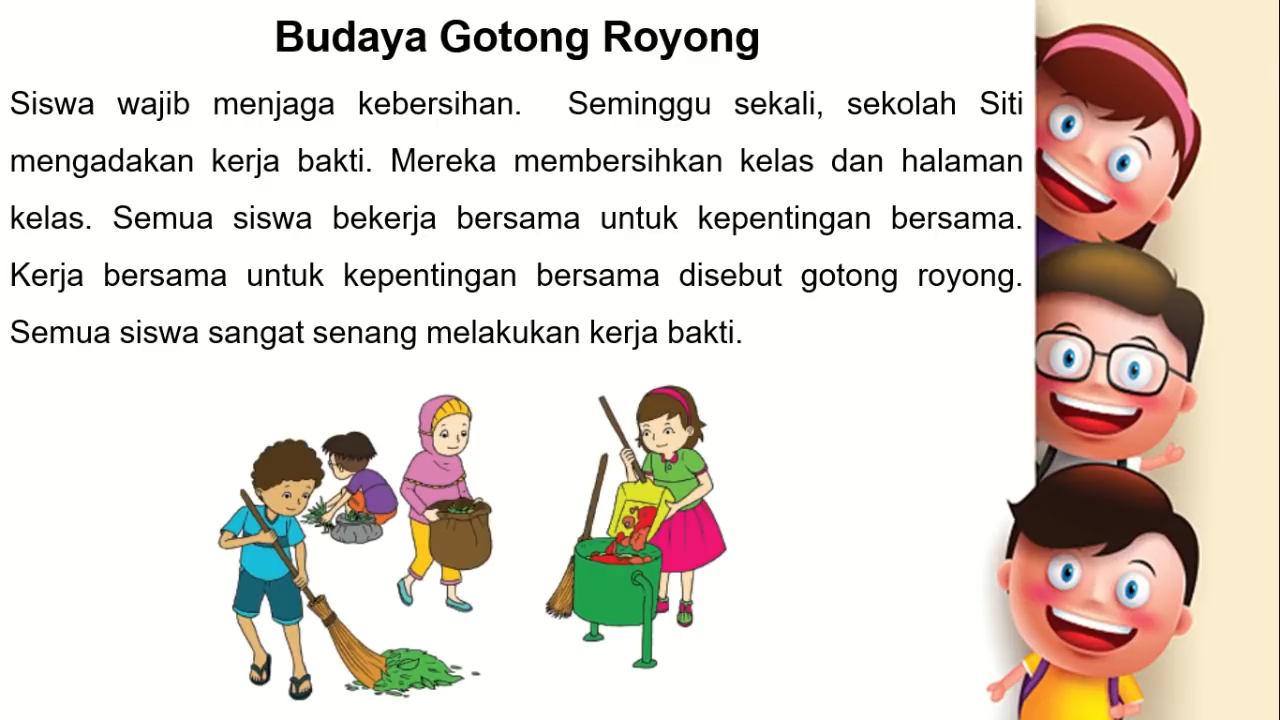 Budaya Gotong Royong
Siswa wajib menjaga kebersihan. Seminggu sekali, sekolah Siti
mengadakan kerja bakti. Mereka membersihkan kelas dan halaman
kelas. Semua siswa bekerja bersama untuk kepentingan bersama.
Kerja bersama untuk kepentingan bersama disebut gotong royong.
Semua siswa sangat senang melakukan kerja bakti.